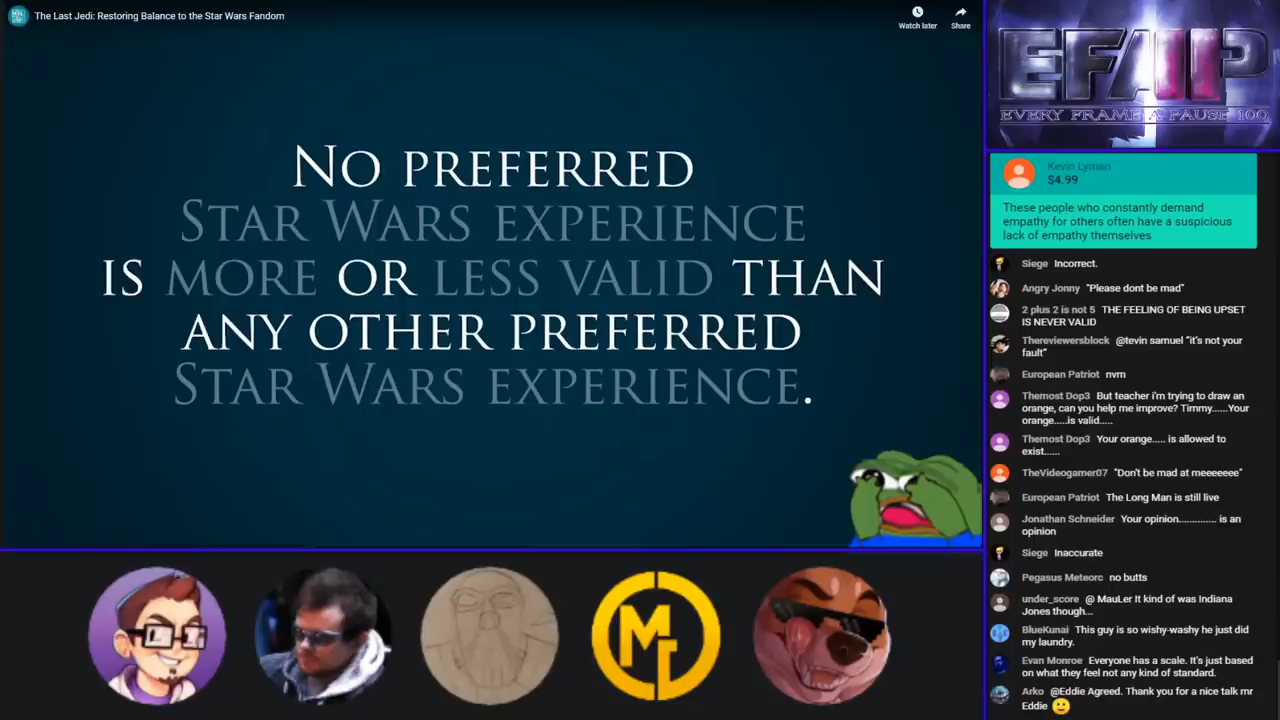 The Last Jedi: Restoring Balance to the Star Wars Fandom
Watch later
Share
No preferred
Star Wars experience
is more or less valid than
any other preferred
Star Wars experience.
EFAP
EVERY FRAME A PAUSE 100
Kevin Lyman
$4.99
These people who constantly demand
empathy for others often have a suspicious
lack of empathy themselves
Siege Incorrect.
Angry Jonny "Please dont be mad"
2 plus 2 is not 5 THE FEELING OF BEING UPSET
IS NEVER VALID
Thereviewersblock @tevin samuel "it's not your
fault"
European Patriot nvm
Themost Dop3 But teacher i'm trying to draw an
orange, can you help me improve? Timmy......Your
orange.....is valid.....
Themost Dop3 Your orange..... is allowed to
exist......
TheVideogamer07 "Don't be mad at meeeeeee"
European Patriot The Long Man is still live
Jonathan Schneider Your opinion.............. is an
opinion
Siege Inaccurate
Pegasus Meteorc no butts
under_score @ MauLer It kind of was Indiana
Jones though...
BlueKunai This guy is so wishy-washy he just did
my laundry.
Evan Monroe Everyone has a scale. It's just based
on what they feel not any kind of standard.
Arko @Eddie Agreed. Thank you for a nice talk mr
Eddie 🙂